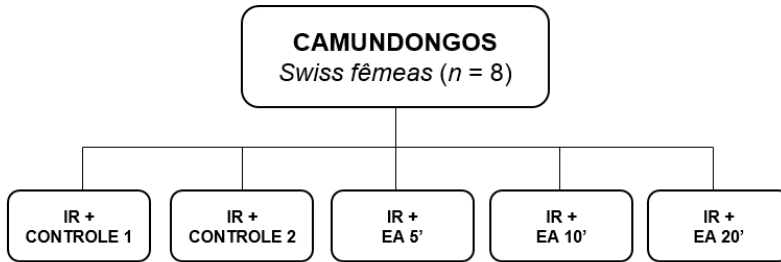 CAMUNDONGOS
Swiss fêmeas (n = 8)
IR +
CONTROLE 1
IR +
CONTROLE 2
IR +
EA 5’
IR +
EA 10’
IR +
EA 20’